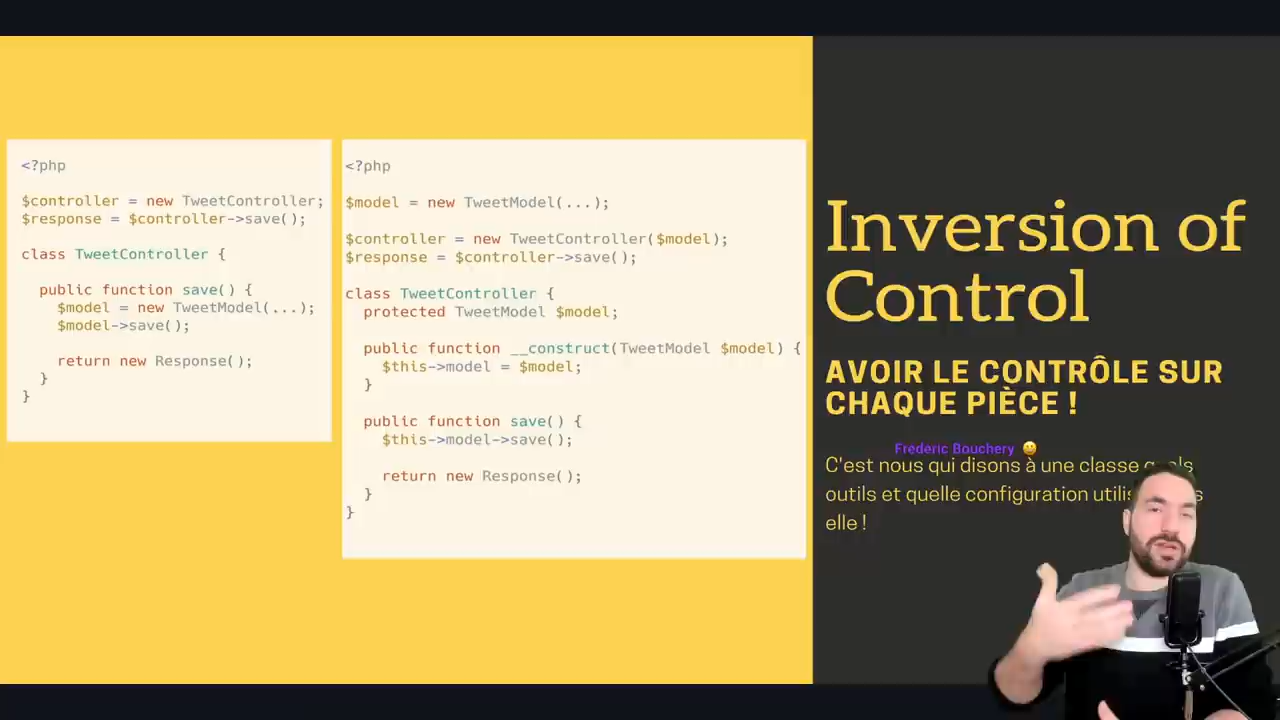 <?php
$controller = new TweetController;
$response = $controller->save();
class TweetController {
public function save() {
$model = new TweetModel(...);
$model->save();
return new Response();
}
}
<?php
$model = new TweetModel(...);
$controller = new TweetController($model);
$response = $controller->save();
class TweetController {
protected TweetModel $model;
public function __construct(TweetModel $model) {
$this->model = $model;
}
public function save() {
$this->model->save();
return new Response();
}
}
Inversion of
Control
AVOIR LE CONTRÔLE SUR
CHAQUE PIÈCE !
Frederic Bouchery 😀
C'est nous qui disons à une classe
outils et quelle configuration
elle !